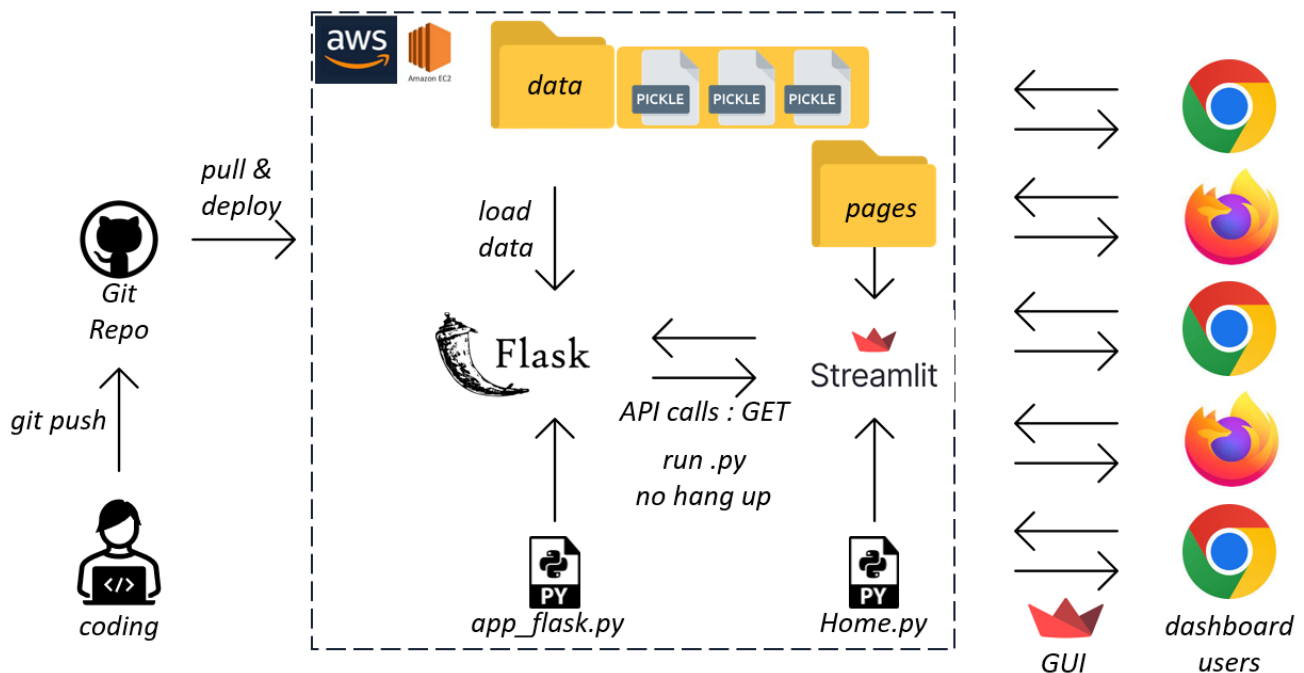 aws
Amazon EC2
data
PICKLE
PICKLE
PICKLE
pull &
deploy
pages
load
data
Git
Repo
Flask
Streamlit
API calls : GET
git push
run .py
no hang up
</>
PY
PY
coding
app_flask.py
Home.py
GUI
dashboard
users